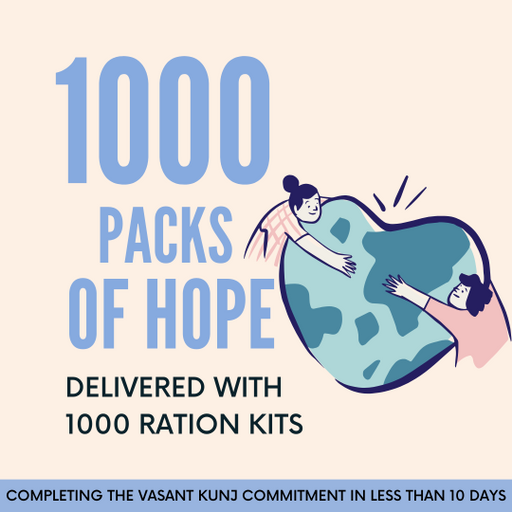 1000
PACKS
OF HOPE
DELIVERED WITH
1000 RATION KITS
COMPLETING THE VASANT KUNJ COMMITMENT IN LESS THAN 10 DAYS